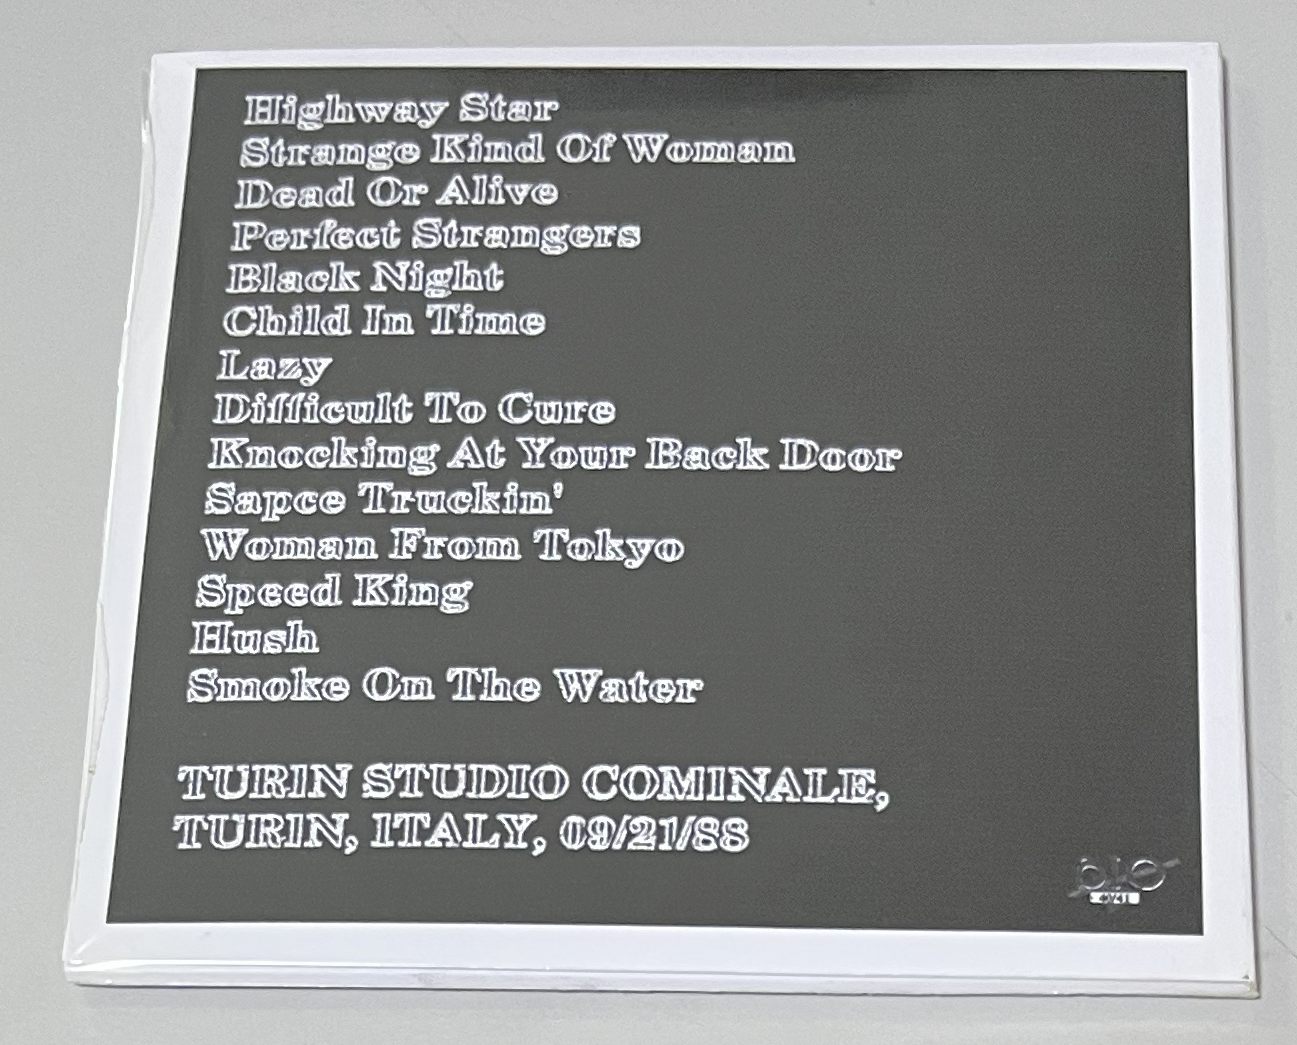 Highway Star
Strange Kind Of Woman
Dead Or Alive
Perfect Strangers
Black Night
Child In Time
Lazy
Difficult To Cure
Knocking At Your Back Door
Sapce Truckin'
Woman From Tokyo
Speed King
Hush
Smoke On The Water
TURIN STUDIO COMINALE,
TURIN, ITALY, 09/21/88